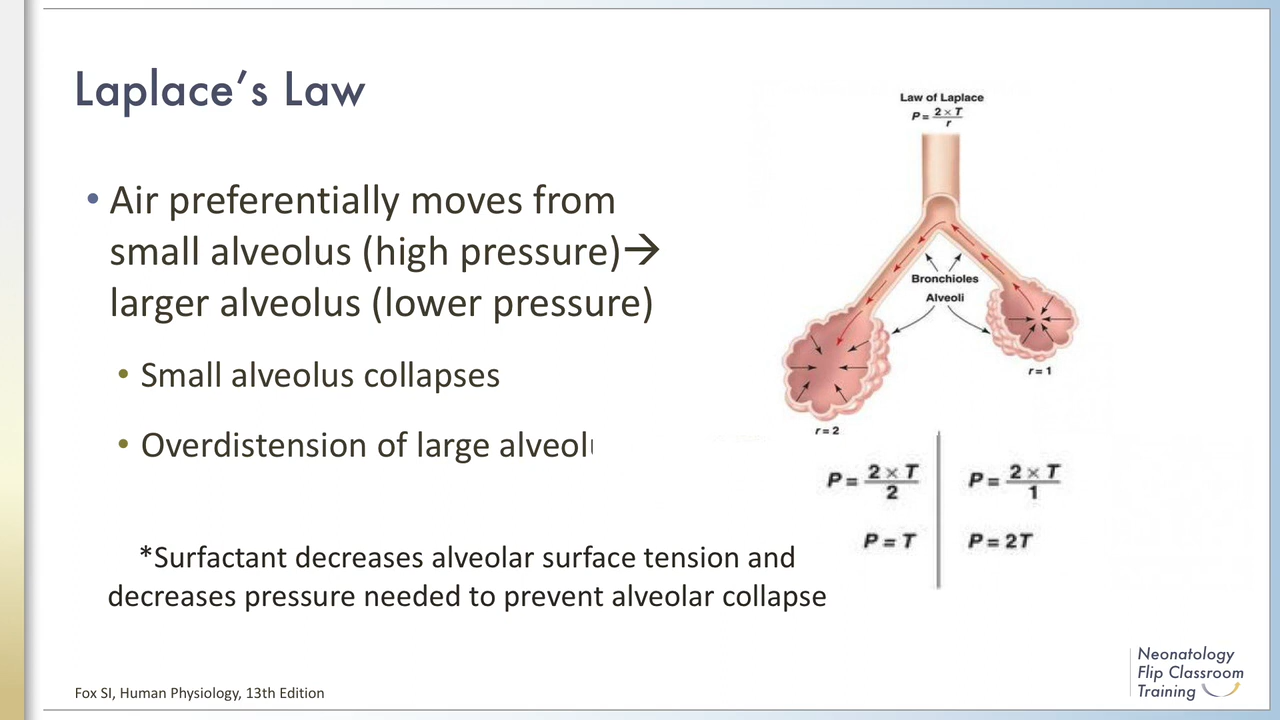 Laplace’s Law
• Air preferentially moves from
small alveolus (high pressure)→
larger alveolus (lower pressure)
• Small alveolus collapses
• Overdistension of large
*Surfactant decreases alveolar surface tension and
decreases pressure needed to prevent alveolar collapse
Law of Laplace
P = 2 × T / r
Bronchioles
Alveoli
r = 1
r = 2
P = 2 × T / 2
P = 2 × T / 1
P = T
P = 2T
Fox SI, Human Physiology, 13th Edition
Neonatology
Flip Classroom
Training